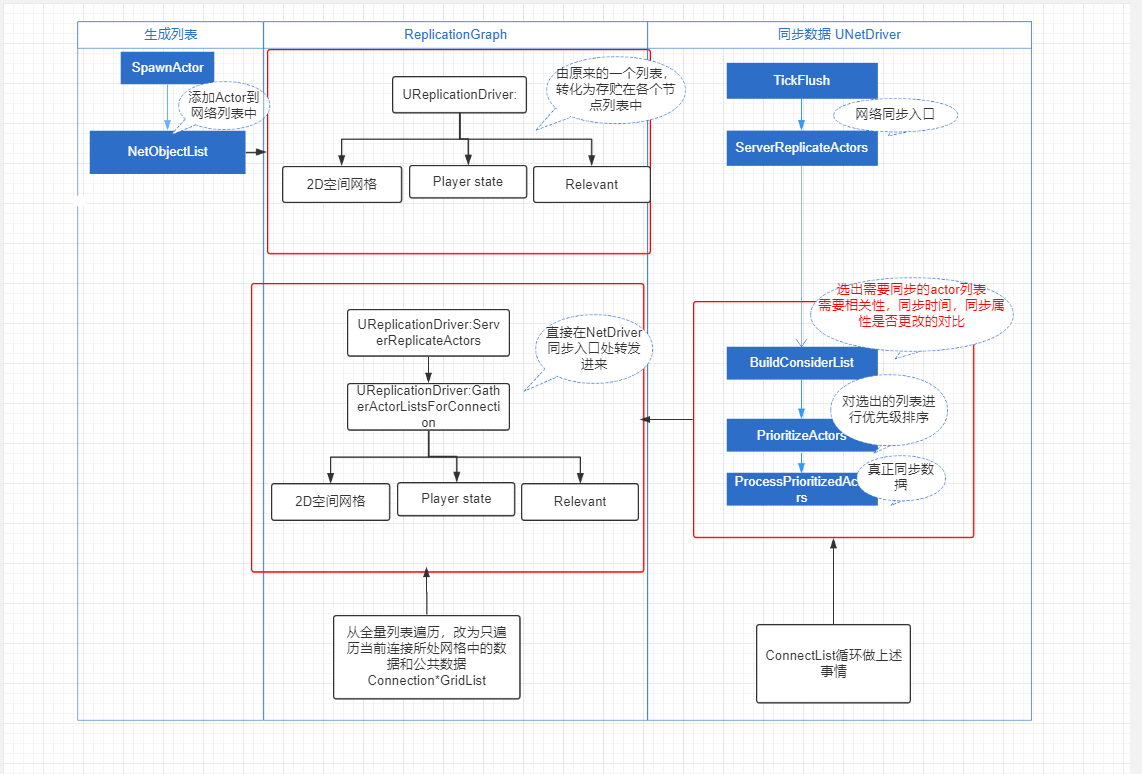 生成列表
ReplicationGraph
同步数据 UNetDriver
SpawnActor
添加Actor到
网络列表中
NetObjectList
UReplicationDriver:
由原来的一个列表，
转化为存贮在各个节
点列表中
2D空间网格
Player state
Relevant
TickFlush
网络同步入口
ServerReplicateActors
UReplicationDriver:Serv
erReplicateActors
直接在NetDriver
同步入口处转发
进来
UReplicationDriver:Gath
erActorListsForConnecti
on
2D空间网格
Player state
Relevant
选出需要同步的actor列表
需要相关性，同步时间，同步属
性是否更改的对比
BuildConsiderList
对选出的列表进
行优先级排序
PrioritizeActors
真正同步数
据
ProcessPrioritizedActo
rs
从全量列表遍历，改为只遍
历当前连接所处网格中的数
据和公共数据
Connection*GridList
ConnectList循环做上述
事情